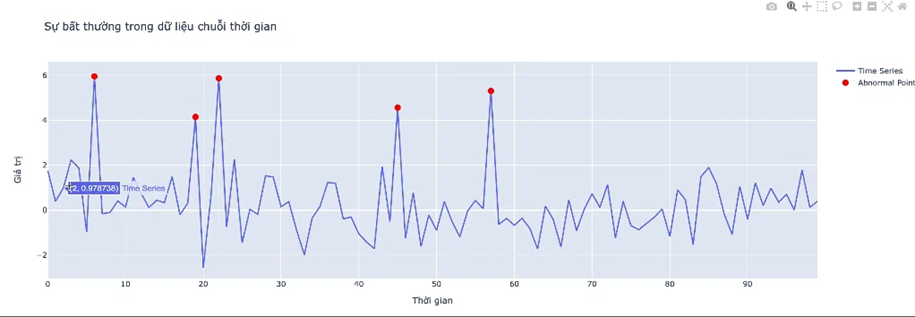 Sự bất thường trong dữ liệu chuỗi thời gian
Time Series
Abnormal Point
6
4
2
0
−2
Giá trị
(2, 0.978738) Time Series
0 10 20 30 40 50 60 70 80 90
Thời gian